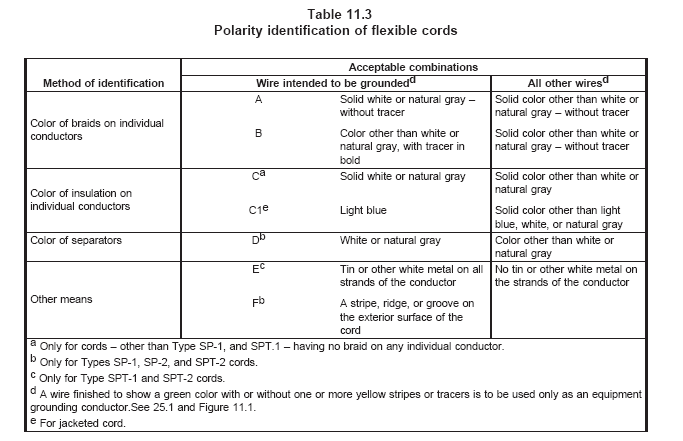 Table 11.3
Polarity identification of flexible cords
Method of identification
Acceptable combinations
Wire intended to be grounded^d
All other wires^d
Color of braids on individual
conductors
A
Solid white or natural gray –
without tracer
Solid color other than white or
natural gray – without tracer
B
Color other than white or
natural gray, with tracer in
bold
Solid color other than white or
natural gray – without tracer
Color of insulation on
individual conductors
C^a
Solid white or natural gray
Solid color other than white or
natural gray
C1^e
Light blue
Solid color other than light
blue, white, or natural gray
Color of separators
D^b
White or natural gray
Color other than white or
natural gray
Other means
E^c
Tin or other white metal on all
strands of the conductor
No tin or other white metal on
the strands of the conductor
F^b
A stripe, ridge, or groove on
the exterior surface of the
cord
^a Only for cords – other than Type SP-1, and SPT.1 – having no braid on any individual conductor.
^b Only for Types SP-1, SP-2, and SPT-2 cords.
^c Only for Type SPT-1 and SPT-2 cords.
^d A wire finished to show a green color with or without one or more yellow stripes or tracers is to be used only as an equipment
grounding conductor.See 25.1 and Figure 11.1.
^e For jacketed cord.